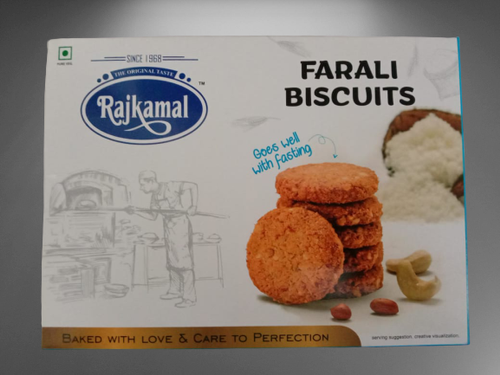 SINCE 1968
THE ORIGINAL TASTE
Rajkamal
TM
FARALI
BISCUITS
Goes well
with fasting
BAKED WITH LOVE & CARE TO PERFECTION
serving suggestion, creative visualization.